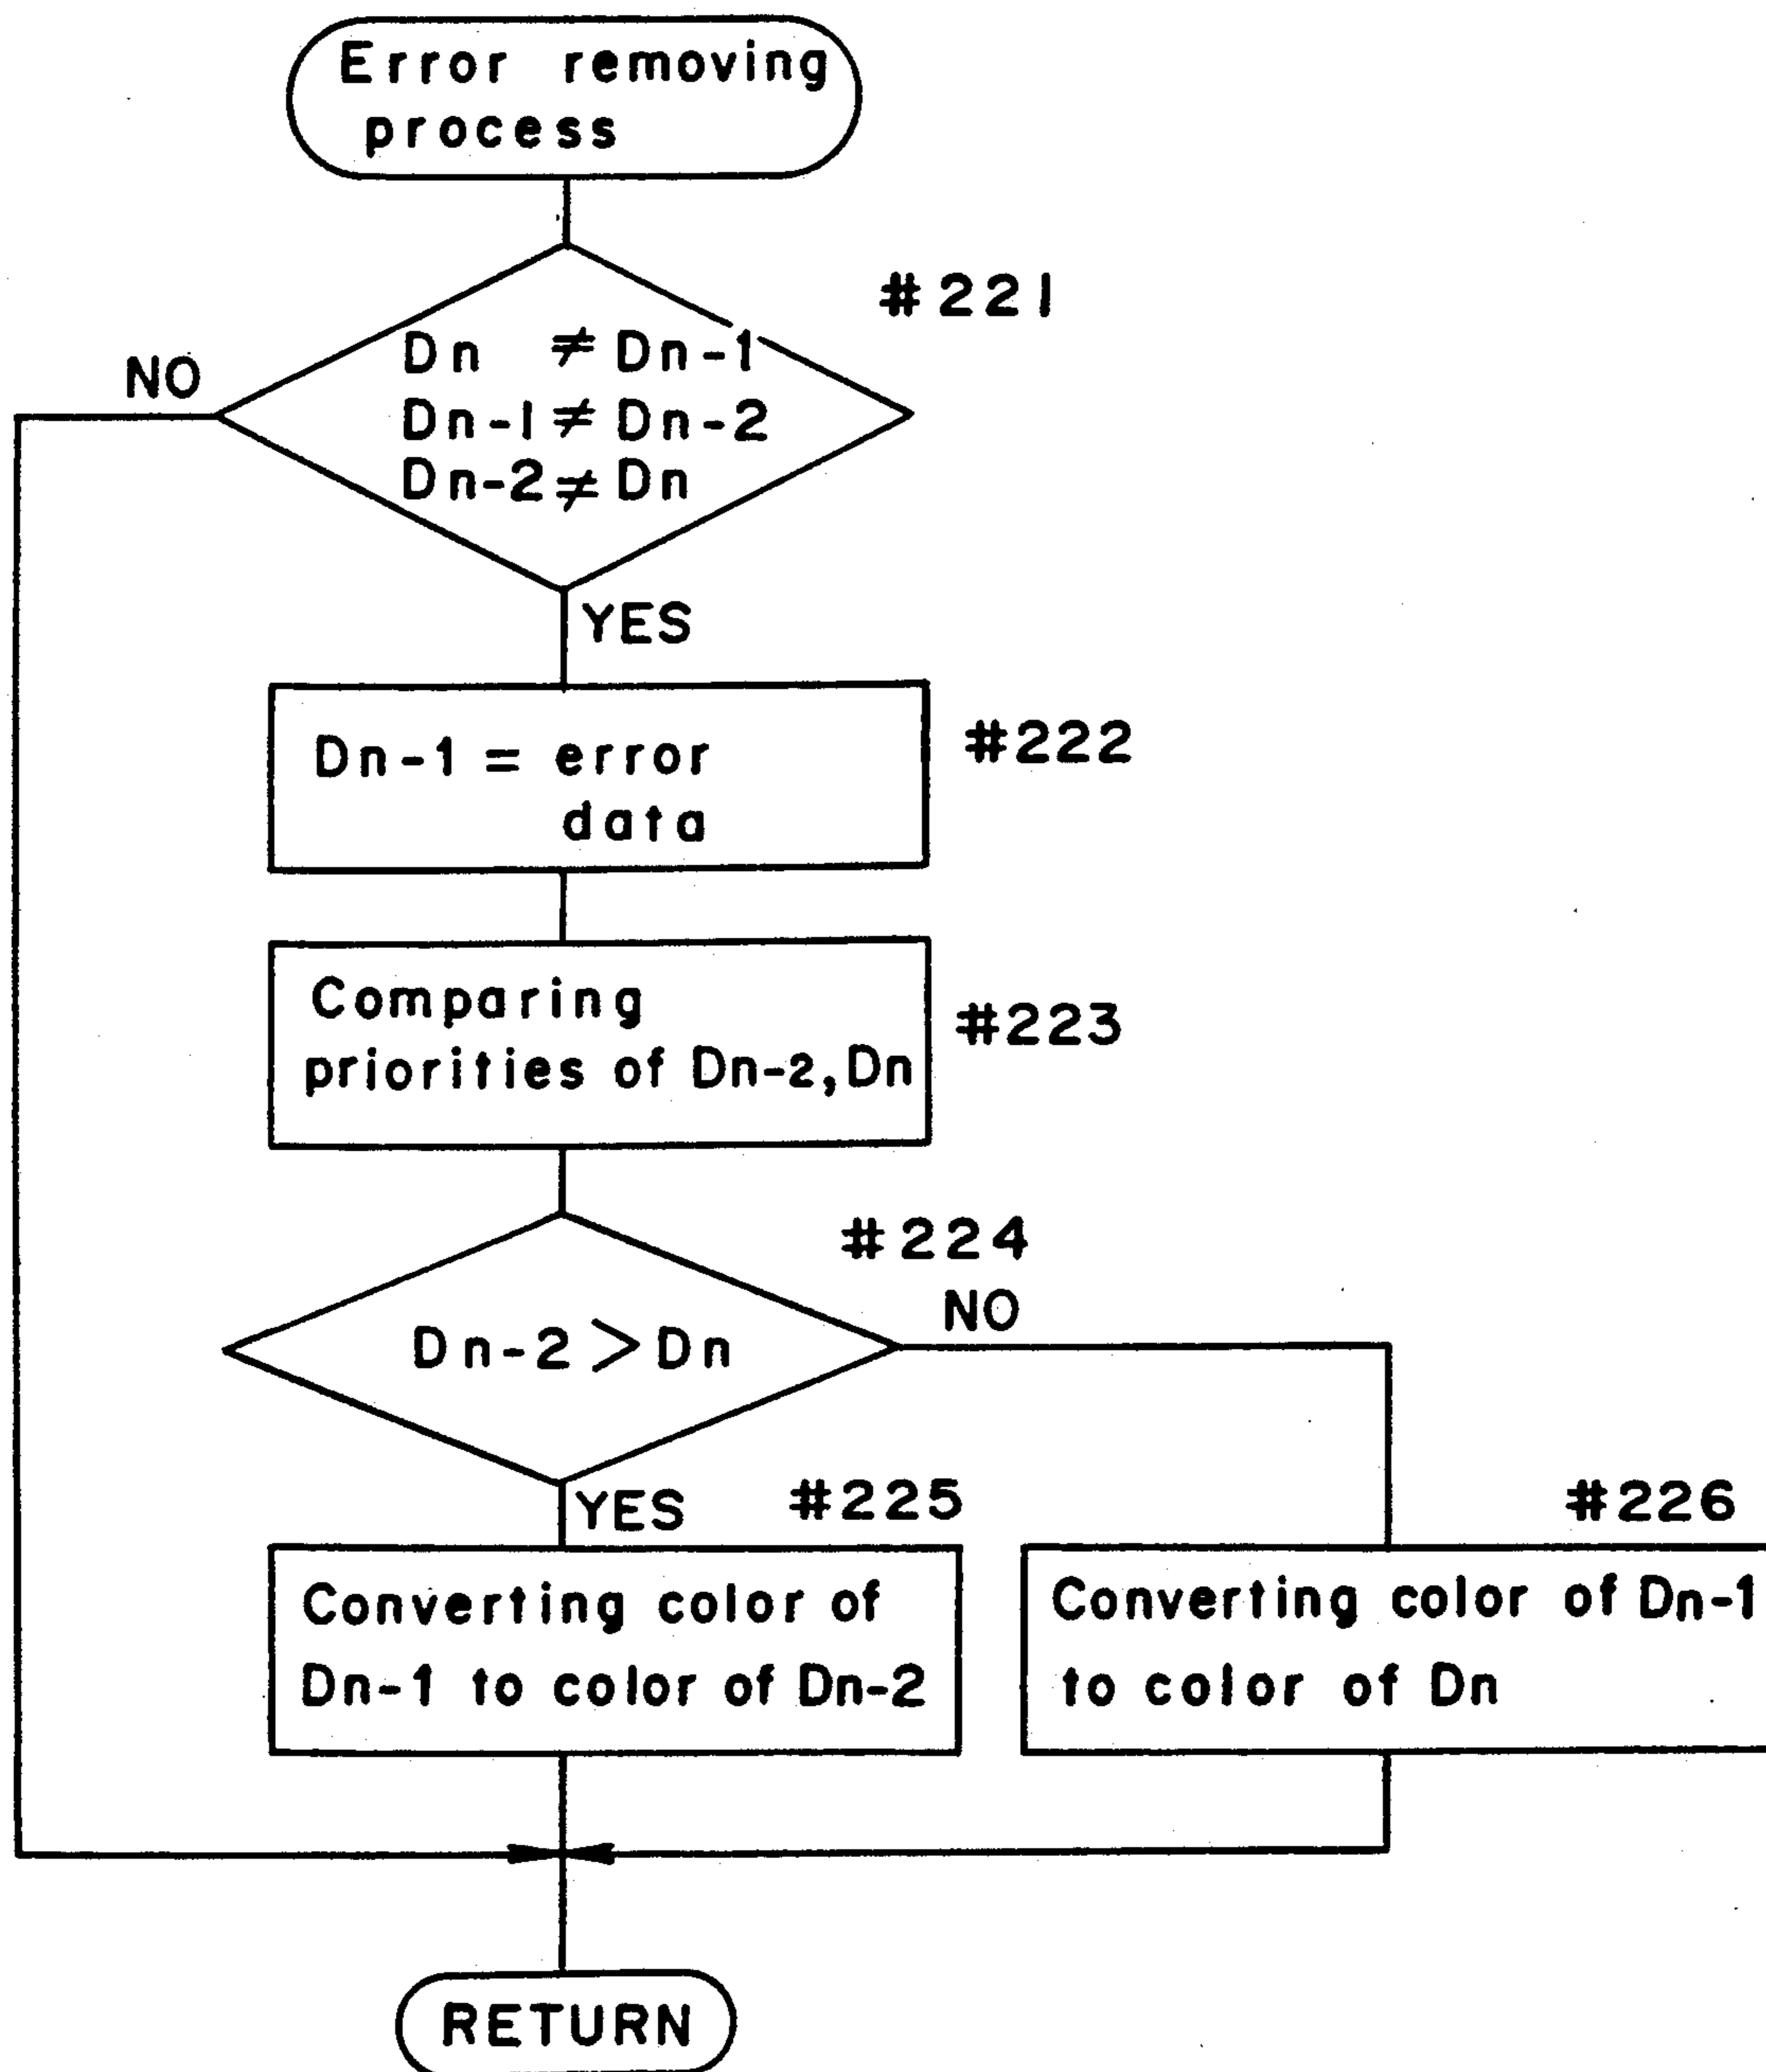 Error removing
process
#221
Dn ≠ Dn-1
NO
Dn-1 ≠ Dn-2
Dn-2 ≠ Dn
YES
Dn-1 = error
data
#222
Comparing
priorities of Dn-2, Dn
#223
#224
NO
Dn-2 > Dn
YES
#225
#226
Converting color of
Dn-1 to color of Dn-2
Converting color of Dn-1
to color of Dn
RETURN